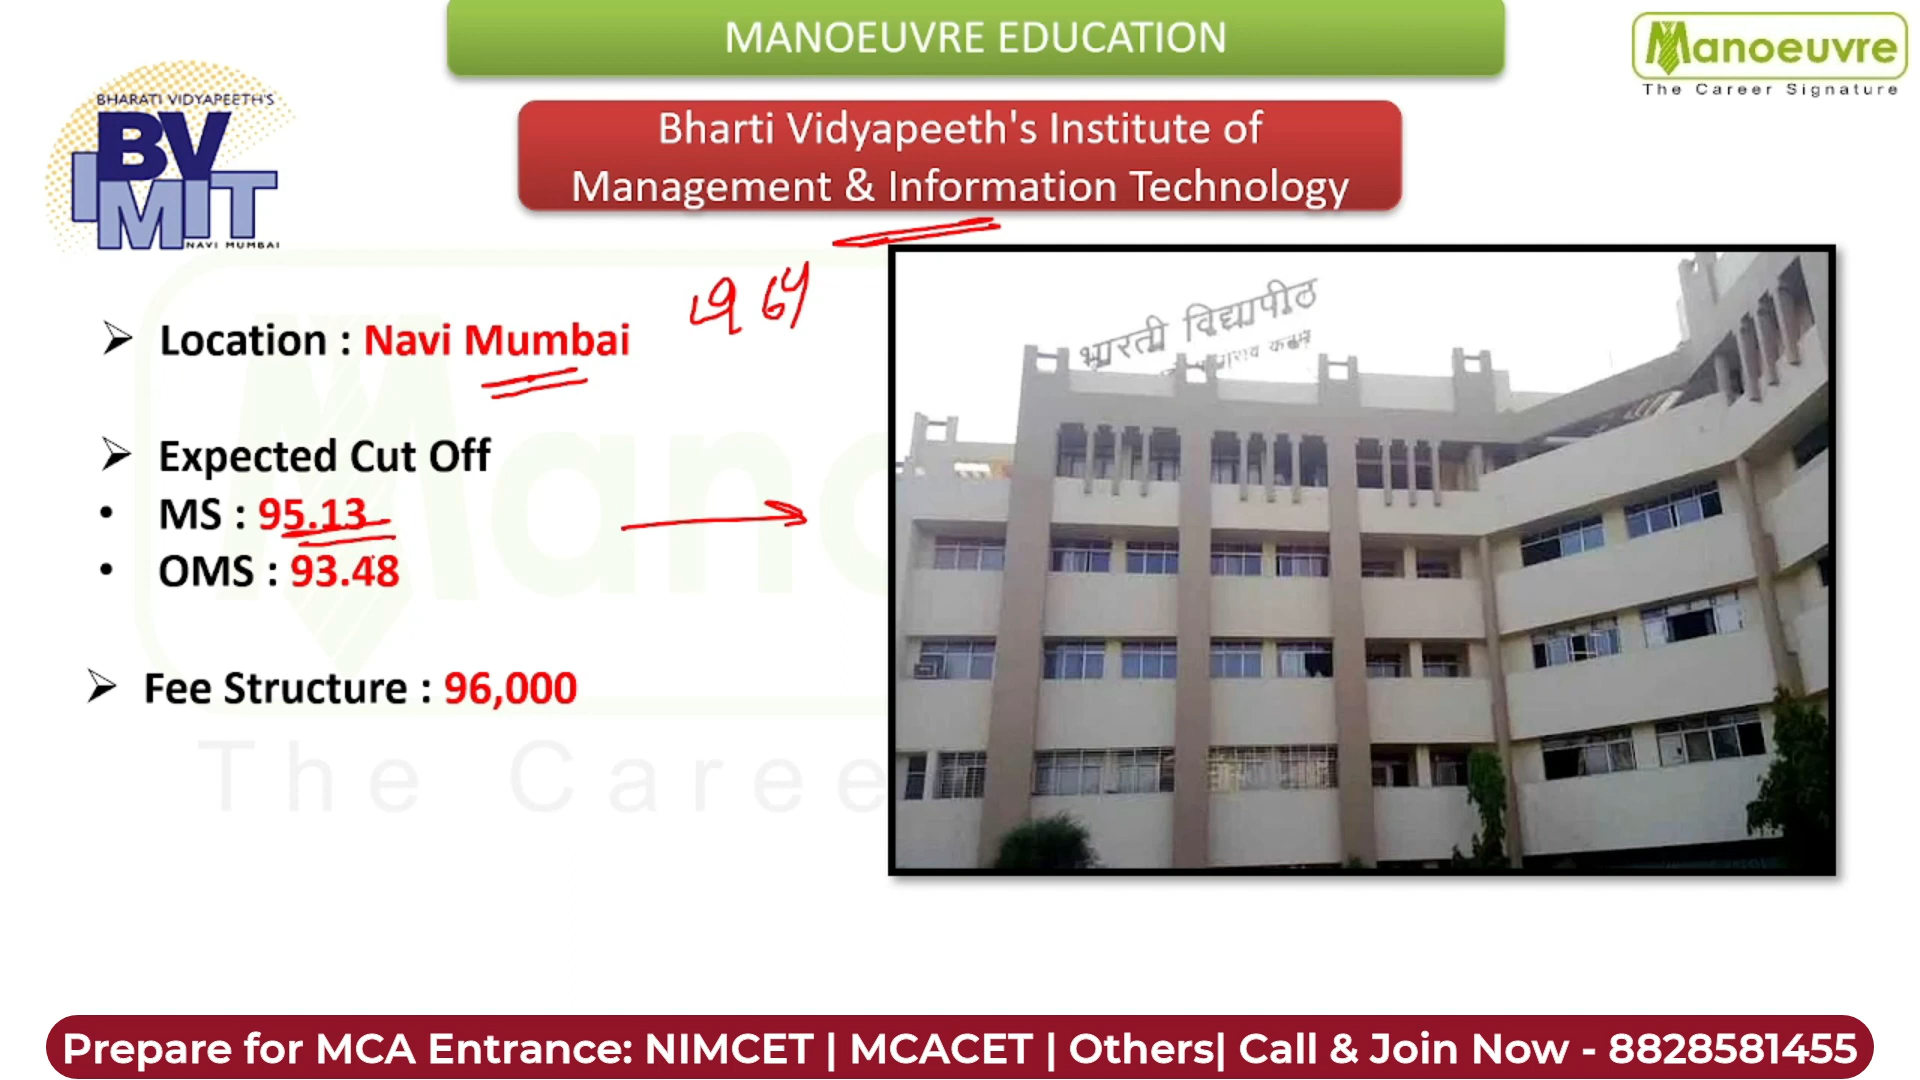 MANOEUVRE EDUCATION
Manoeuvre
The Career Signature
BHARATI VIDYAPEETH'S
BV
IMIT
NAVI MUMBAI
Bharti Vidyapeeth's Institute of
Management & Information Technology
1964
➢ Location : Navi Mumbai
➢ Expected Cut Off
• MS : 95.13
• OMS : 93.48
➢ Fee Structure : 96,000
भारती विद्यापीठ
The Caree
Prepare for MCA Entrance: NIMCET | MCACET | Others| Call & Join Now - 8828581455